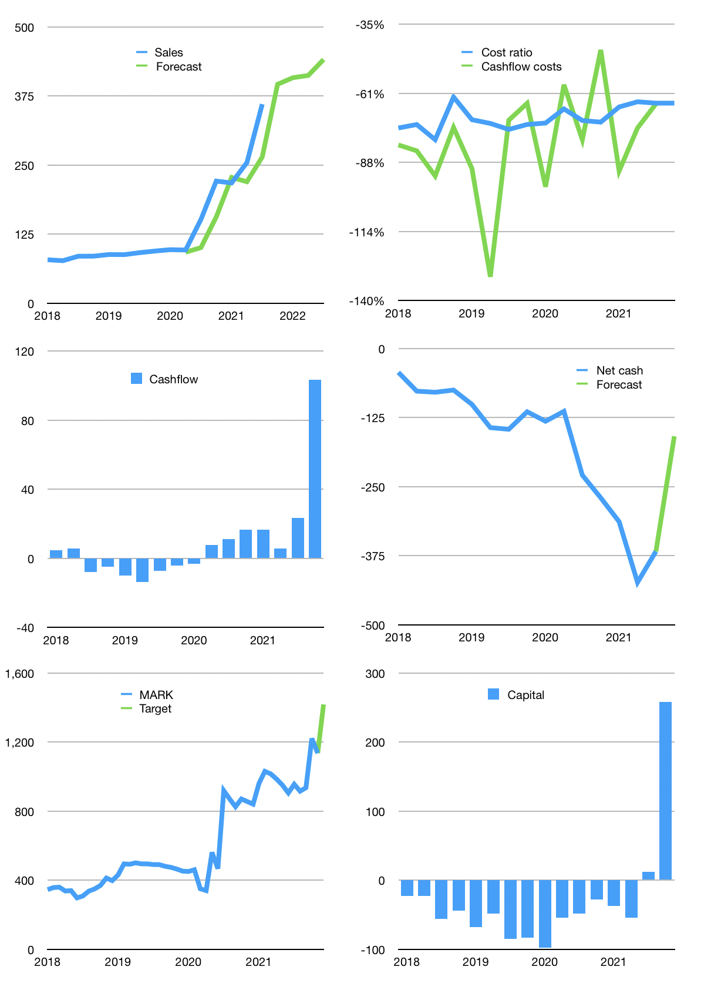 500
Sales
Forecast
375
250
125
0
2018 2019 2020 2021 2022
-35%
Cost ratio
Cashflow costs
-61%
-88%
-114%
-140%
2018 2019 2020 2021
120
Cashflow
80
40
0
-40
2018 2019 2020 2021
0
Net cash
Forecast
-125
-250
-375
-500
2018 2019 2020 2021
1,600
MARK
Target
1,200
800
400
0
2018 2019 2020 2021
300
Capital
200
100
0
-100
2018 2019 2020 2021